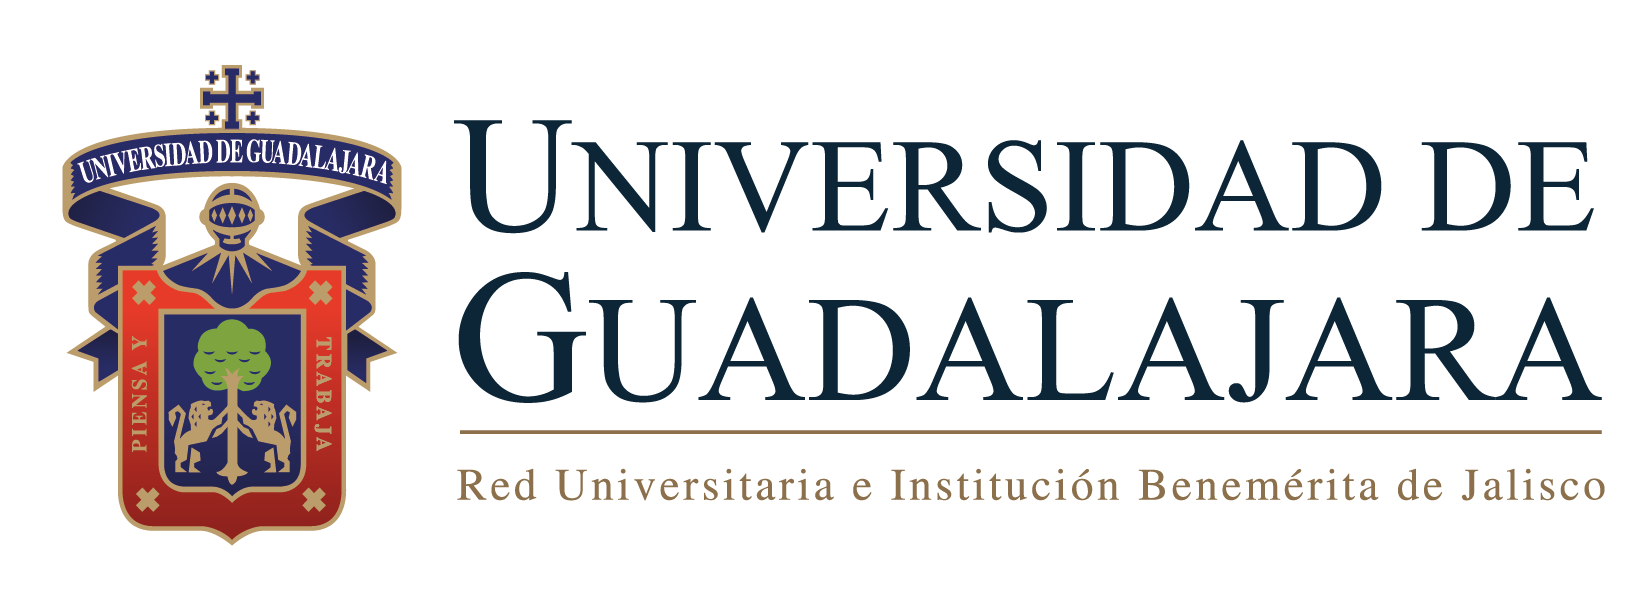 UNIVERSIDAD DE GUADALAJARA
PIENSA Y
TRABAJA
UNIVERSIDAD DE
GUADALAJARA
Red Universitaria e Institución Benemérita de Jalisco